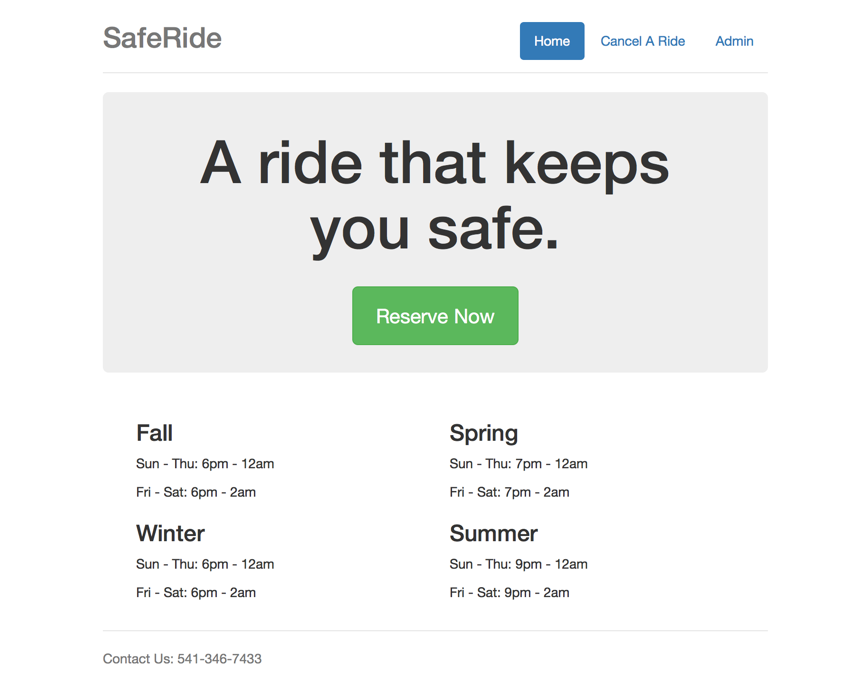 SafeRide
Home
Cancel A Ride
Admin
A ride that keeps
you safe.
Reserve Now
Fall
Sun - Thu: 6pm - 12am
Fri - Sat: 6pm - 2am
Spring
Sun - Thu: 7pm - 12am
Fri - Sat: 7pm - 2am
Winter
Sun - Thu: 6pm - 12am
Fri - Sat: 6pm - 2am
Summer
Sun - Thu: 9pm - 12am
Fri - Sat: 9pm - 2am
Contact Us: 541-346-7433